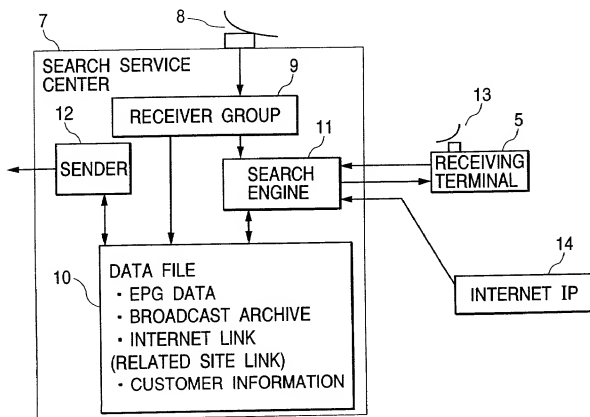 8
7
SEARCH SERVICE
CENTER
9
13
12
RECEIVER GROUP
11
5
SENDER
SEARCH
ENGINE
RECEIVING
TERMINAL
10
DATA FILE
· EPG DATA
· BROADCAST ARCHIVE
· INTERNET LINK
(RELATED SITE LINK)
· CUSTOMER INFORMATION
14
INTERNET IP